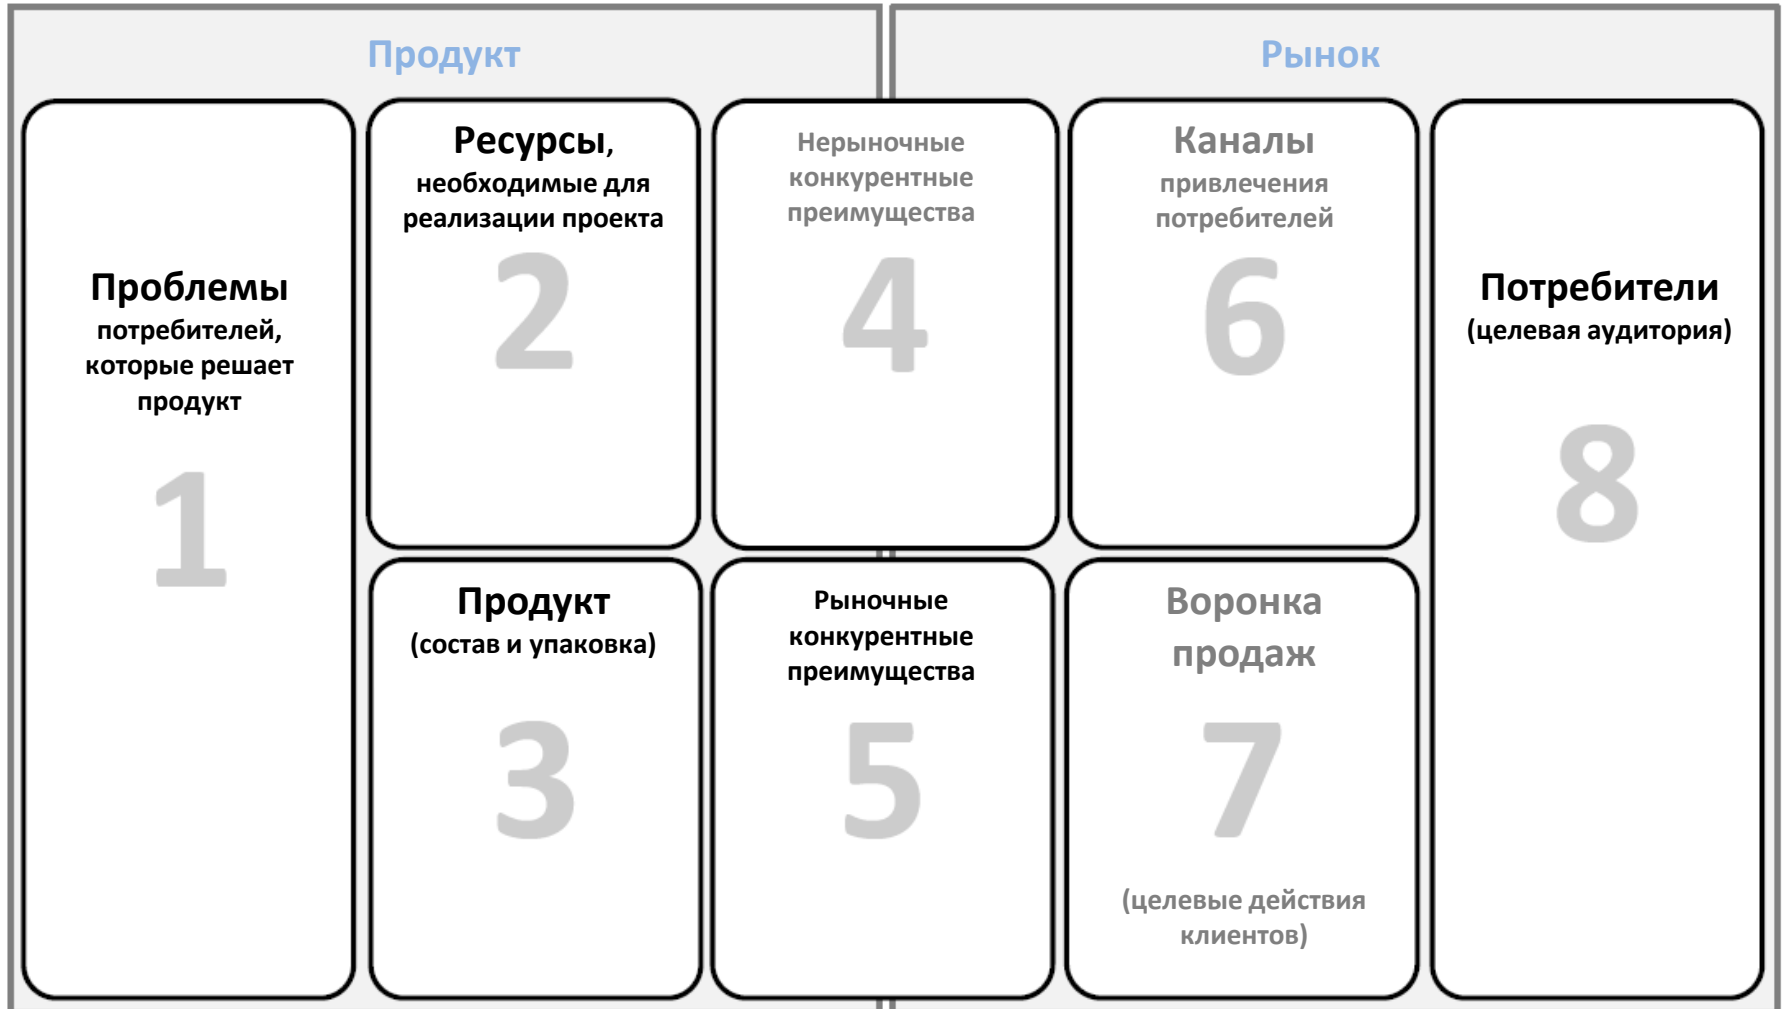 Продукт
Рынок
Проблемы
потребителей,
которые решает
продукт
1
Ресурсы,
необходимые для
реализации проекта
2
Продукт
(состав и упаковка)
3
Нерыночные
конкурентные
преимущества
4
Рыночные
конкурентные
преимущества
5
Каналы
привлечения
потребителей
6
Воронка
продаж
7
(целевые действия
клиентов)
Потребители
(целевая аудитория)
8